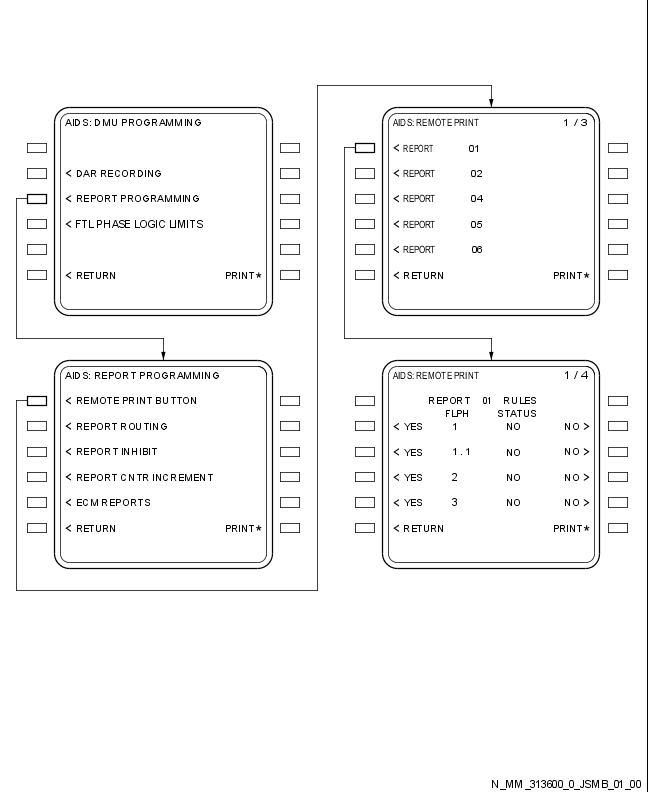 AIDS: DMU PROGRAMMING
< DAR RECORDING
< REPORT PROGRAMMING
< FTL PHASE LOGIC LIMITS
< RETURN PRINT*
AIDS: REPORT PROGRAMMING
< REMOTE PRINT BUTTON
< REPORT ROUTING
< REPORT INHIBIT
< REPORT CNTR INCREMENT
< ECM REPORTS
< RETURN PRINT*
AIDS: REMOTE PRINT 1 / 3
< REPORT 01
< REPORT 02
< REPORT 04
< REPORT 05
< REPORT 06
< RETURN PRINT*
AIDS: REMOTE PRINT 1 / 4
REPORT 01 RULES
FLPH STATUS
< YES 1 NO NO >
< YES 1.1 NO NO >
< YES 2 NO NO >
< YES 3 NO NO >
< RETURN PRINT*
N_MM_313600_0_JSMB_01_00